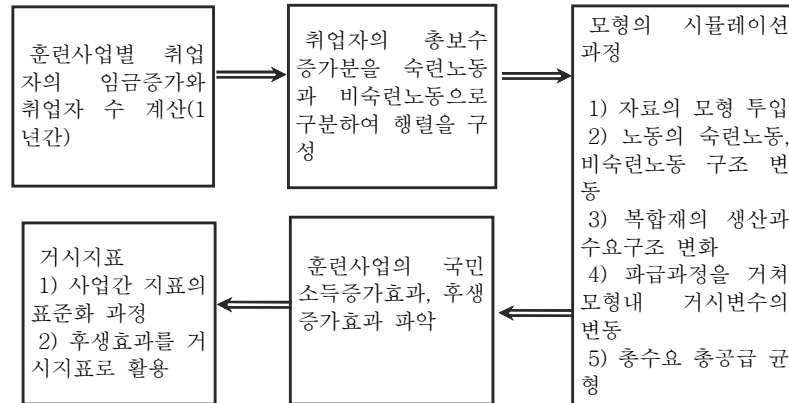 훈련사업별 취업
자의 임금증가와
취업자 수 계산(1
년간)
취업자의 총보수
증가분을 숙련노동
과 비숙련노동으로
구분하여 행렬을 구
성
모형의 시뮬레이션
과정
1) 자료의 모형 투입
2) 노동의 숙련노동,
비숙련노동 구조 변
동
3) 복합재의 생산과
수요구조 변화
4) 파급과정을 거쳐
모형내 거시변수의
변동
5) 총수요 총공급 균
형
훈련사업의 국민
소득증가효과, 후생
증가효과 파악
거시지표
1) 사업간 지표의
표준화 과정
2) 후생효과를 거
시지표로 활용